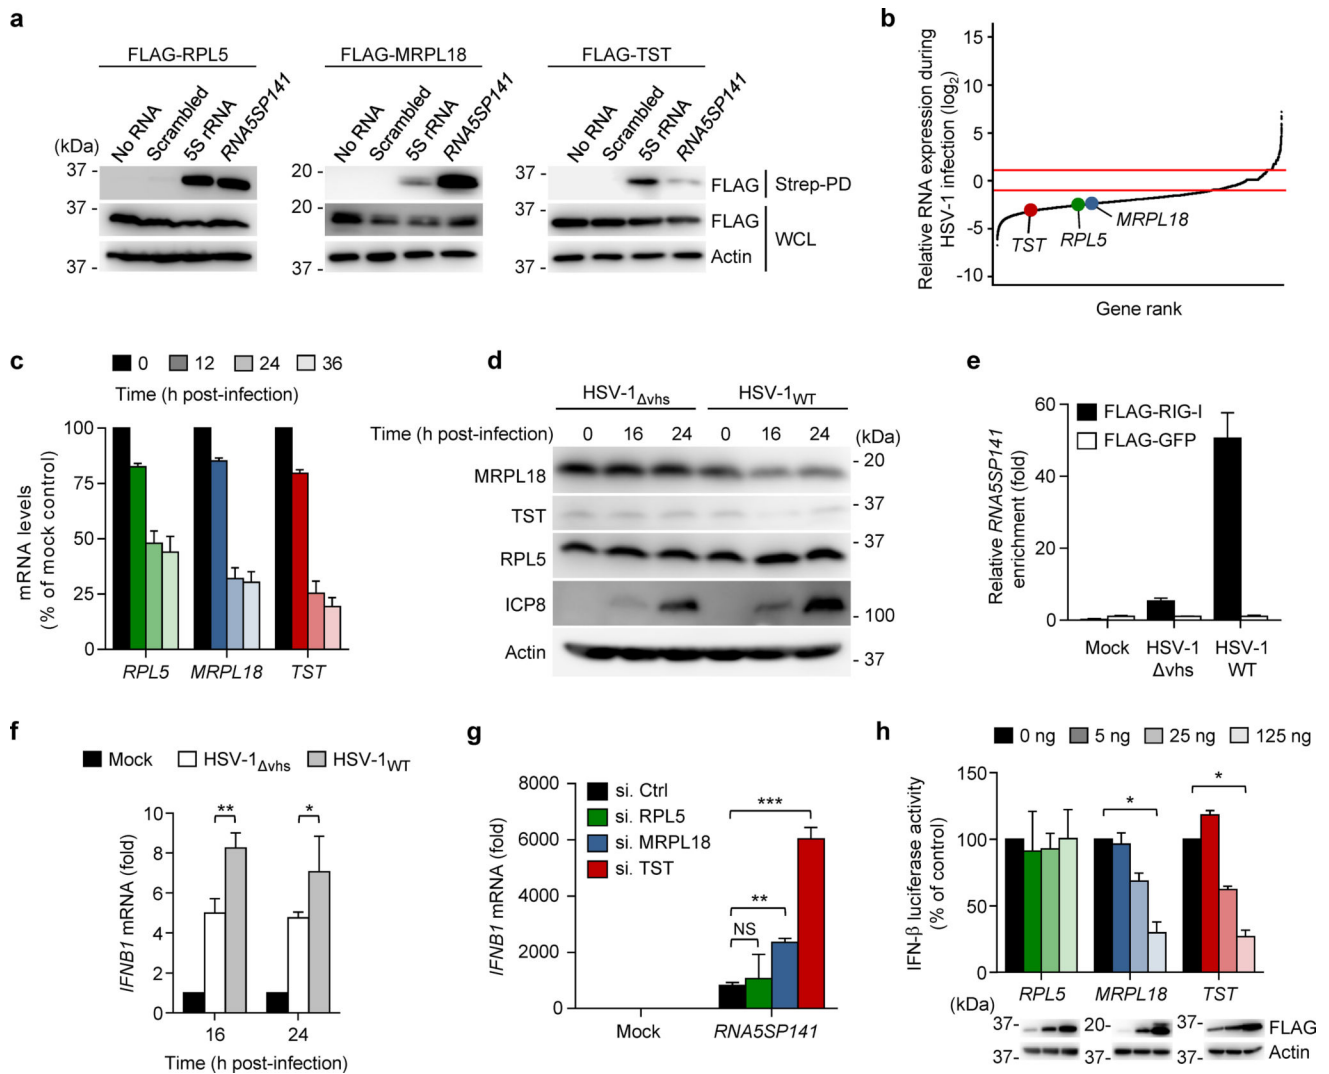 a
FLAG-RPL5
FLAG-MRPL18
FLAG-TST
No RNA
Scrambled
5S rRNA
RNA5SP141
No RNA
Scrambled
5S rRNA
RNA5SP141
No RNA
Scrambled
5S rRNA
RNA5SP141
(kDa)
37 -
20 -
37 -
FLAG
Strep-PD
37 -
20 -
37 -
FLAG
WCL
Actin
37 -
37 -
37 -
b
Relative RNA expression during
HSV-1 infection (log2)
15
10
5
0
-5
-10
TST
RPL5
MRPL18
Gene rank
c
0 12 24 36
Time (h post-infection)
mRNA levels
(% of mock control)
100
75
50
25
0
RPL5 MRPL18 TST
d
HSV-1Δvhs HSV-1WT
Time (h post-infection) 0 16 24 0 16 24 (kDa)
MRPL18
- 20
TST
- 37
RPL5
- 37
ICP8
- 100
Actin
- 37
e
Relative RNA5SP141
enrichment (fold)
60
40
20
0
FLAG-RIG-I
FLAG-GFP
Mock HSV-1 HSV-1
Δvhs WT
f
Mock HSV-1Δvhs HSV-1WT
IFNB1 mRNA (fold)
10
8
6
4
2
0
**
*
16 24
Time (h post-infection)
g
IFNB1 mRNA (fold)
8000
6000
4000
2000
0
si. Ctrl
si. RPL5
si. MRPL18
si. TST
***
**
NS
Mock RNA5SP141
h
0 ng 5 ng 25 ng 125 ng
IFN-β luciferase activity
(% of control)
150
100
50
0
*
*
RPL5 MRPL18 TST
(kDa)
37-
20-
37-
FLAG
37-
37-
37-
Actin